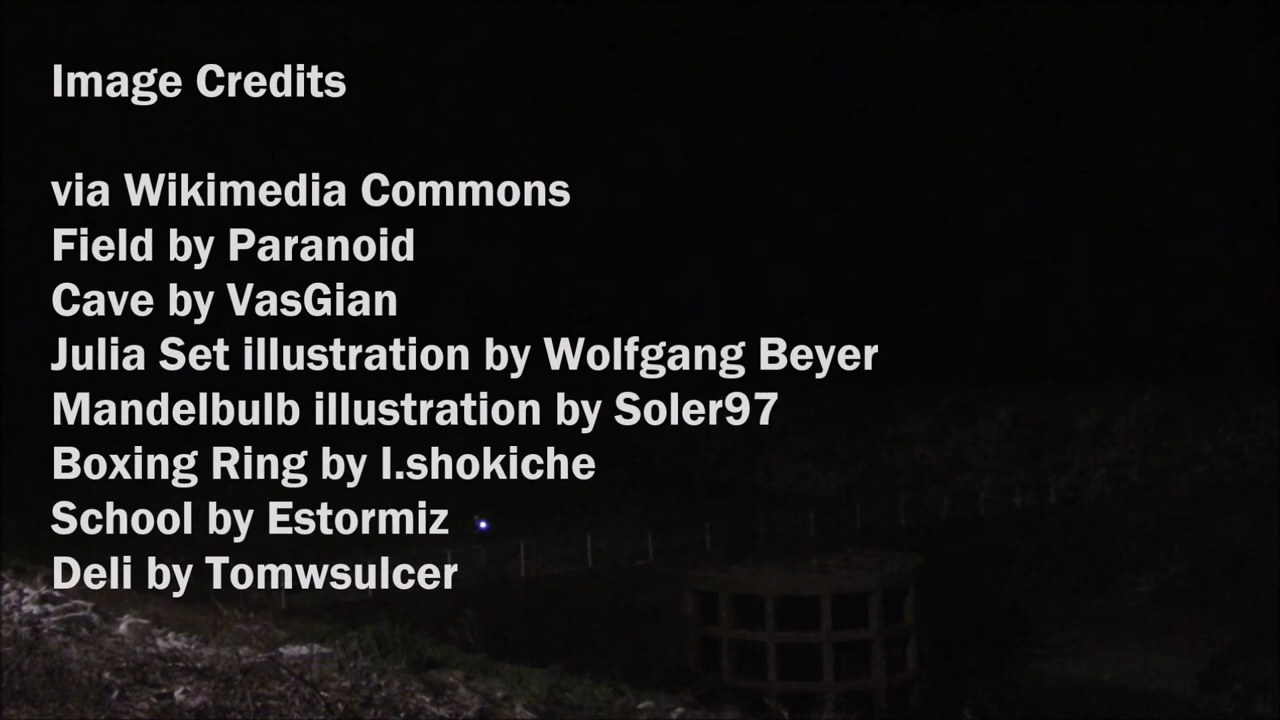 Image Credits
via Wikimedia Commons
Field by Paranoid
Cave by VasGian
Julia Set illustration by Wolfgang Beyer
Mandelbulb illustration by Soler97
Boxing Ring by I.shokiche
School by Estormiz
Deli by Tomwsulcer